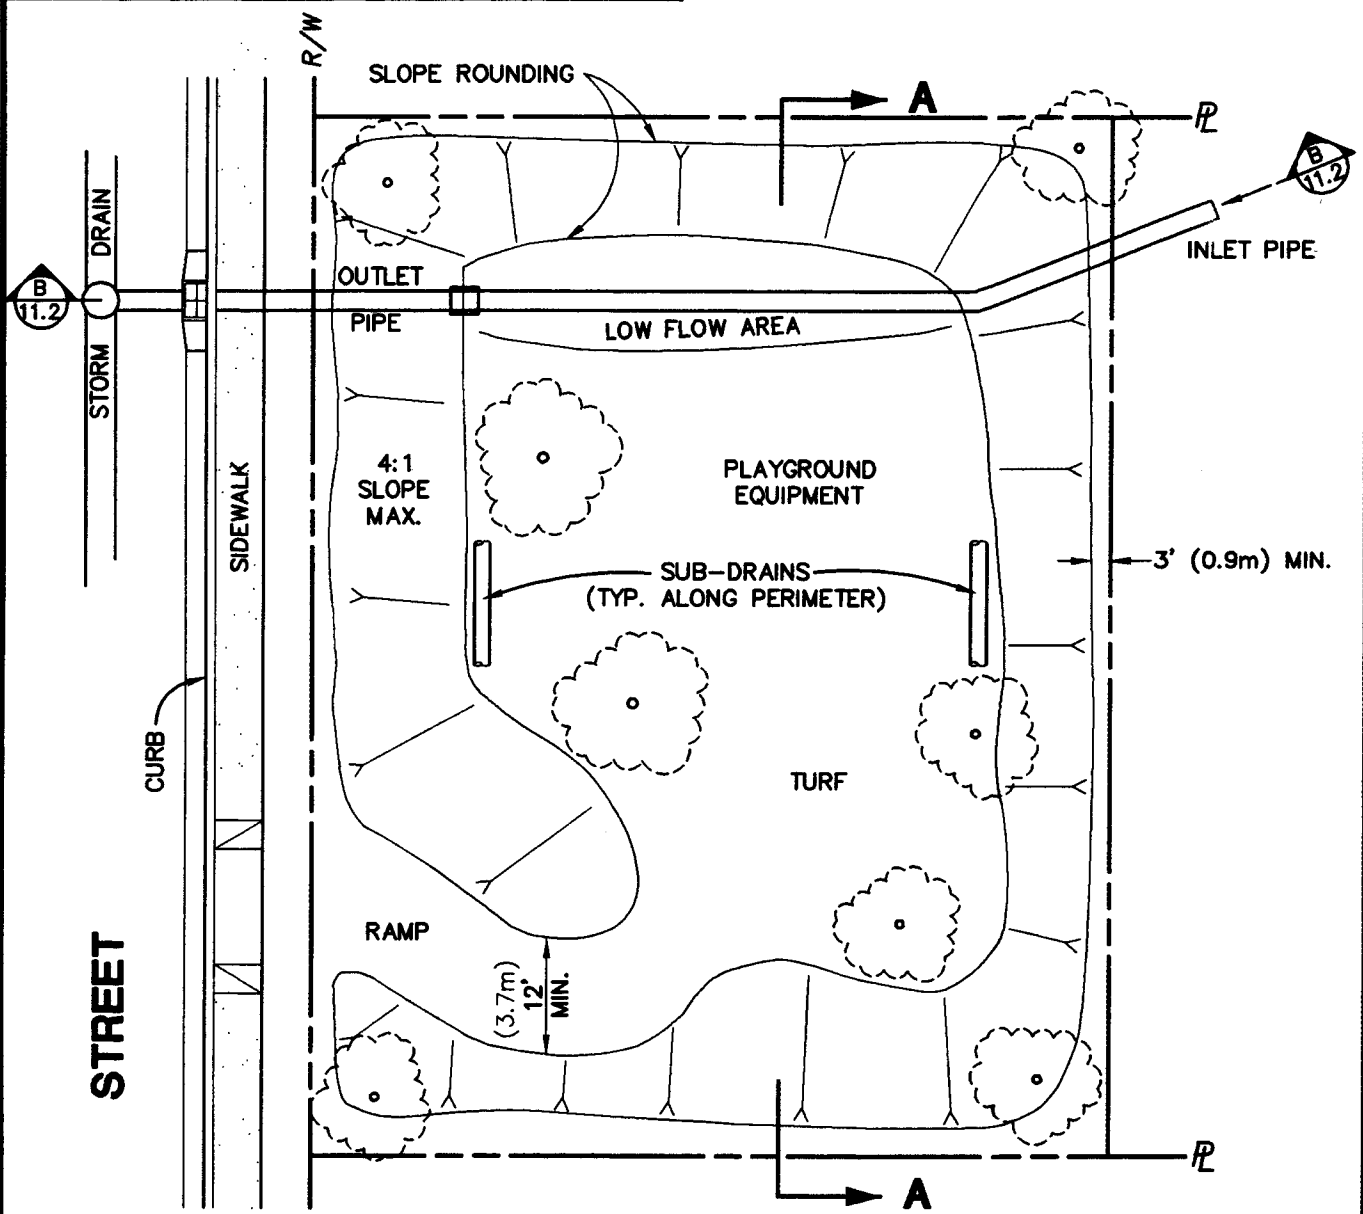 R/W
SLOPE ROUNDING
A
PL
B
11.2
INLET PIPE
STORM DRAIN
B
11.2
OUTLET
PIPE
LOW FLOW AREA
4:1
SLOPE
MAX.
PLAYGROUND
EQUIPMENT
SIDEWALK
SUB-DRAINS
(TYP. ALONG PERIMETER)
3' (0.9m) MIN.
CURB
TURF
RAMP
(3.7m)
12'
MIN.
STREET
PL
A